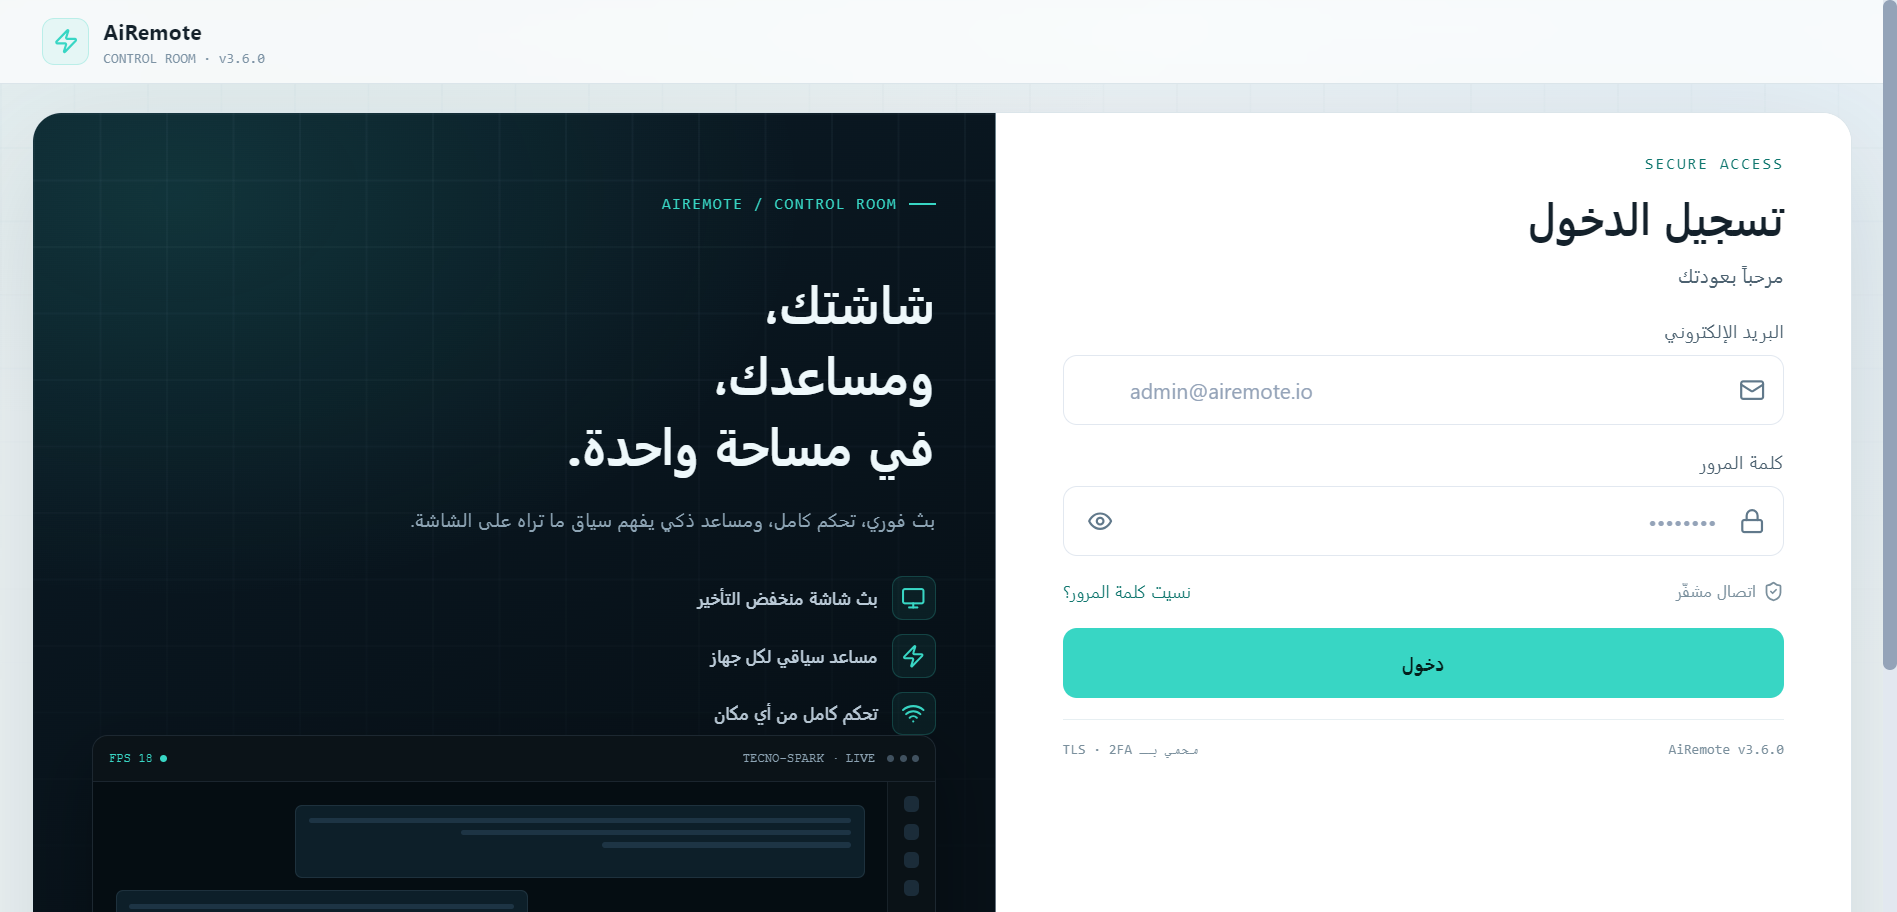 AiRemote
CONTROL ROOM · v3.6.0
SECURE ACCESS
تسجيل الدخول
مرحباً بعودتك
البريد الإلكتروني
admin@airemote.io
كلمة المرور
••••••••
اتصال مشفّر
نسيت كلمة المرور؟
دخول
AiRemote v3.6.0
محمي بـ TLS · 2FA
AIREMOTE / CONTROL ROOM
شاشتك،
ومساعدك،
في مساحة واحدة.
بث فوري، تحكم كامل، ومساعد ذكي يفهم سياق ما تراه على الشاشة.
بث شاشة منخفض التأخير
مساعد سياقي لكل جهاز
تحكم كامل من أي مكان
TECNO-SPARK · LIVE
FPS 18